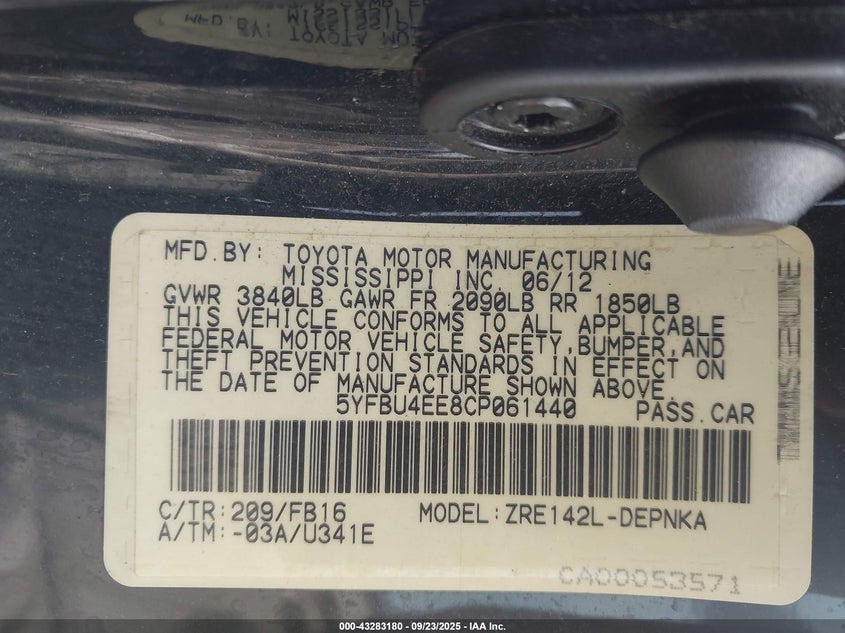 MFD.BY: TOYOTA MOTOR MANUFACTURING
MISSISSIPPI INC. 06/12
GVWR 3840LB GAWR FR 2090LB RR 1850LB
THIS VEHICLE CONFORMS TO ALL APPLICABLE
FEDERAL MOTOR VEHICLE SAFETY,BUMPER,AND
THEFT PREVENTION STANDARDS IN EFFECT ON
THE DATE OF MANUFACTURE SHOWN ABOVE.
5YFBU4EE8CP061440 PASS.CAR
C/TR:209/FB16 MODEL:ZRE142L-DEPNKA
A/TM:-03A/U341E
CA00053571
000-43283180 - 09/23/2025 - IAA Inc.